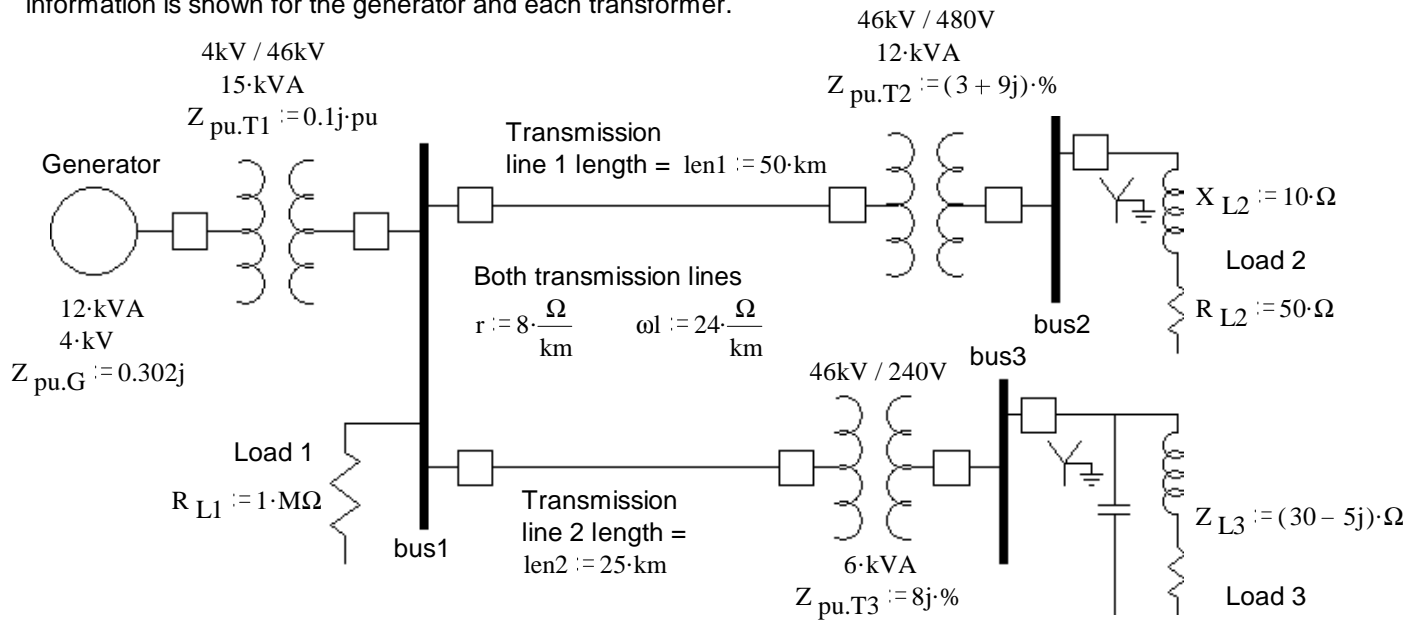 information is shown for the generator and each transformer.
46kV / 480V
4kV / 46kV
12·kVA
15·kVA
Z pu.T2 := (3 + 9j)·%
Z pu.T1 := 0.1j·pu
Transmission
line 1 length = len1 := 50·km
Generator
X L2 := 10·Ω
Load 2
Both transmission lines
12·kVA
r := 8·Ω/km ωl := 24·Ω/km
R L2 := 50·Ω
4·kV
bus2
bus3
Z pu.G := 0.302j
46kV / 240V
Load 1
R L1 := 1·MΩ
Transmission
Z L3 := (30 – 5j)·Ω
line 2 length =
bus1
len2 := 25·km
6·kVA
Z pu.T3 := 8j·%
Load 3